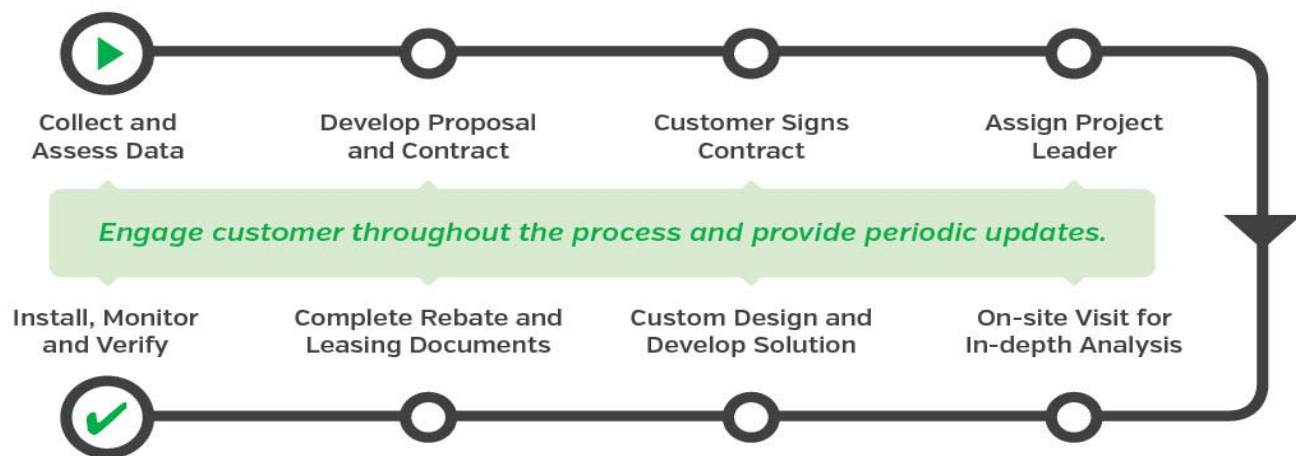 Collect and
Assess Data
Develop Proposal
and Contract
Customer Signs
Contract
Assign Project
Leader
Engage customer throughout the process and provide periodic updates.
Install, Monitor
and Verify
Complete Rebate and
Leasing Documents
Custom Design and
Develop Solution
On-site Visit for
In-depth Analysis